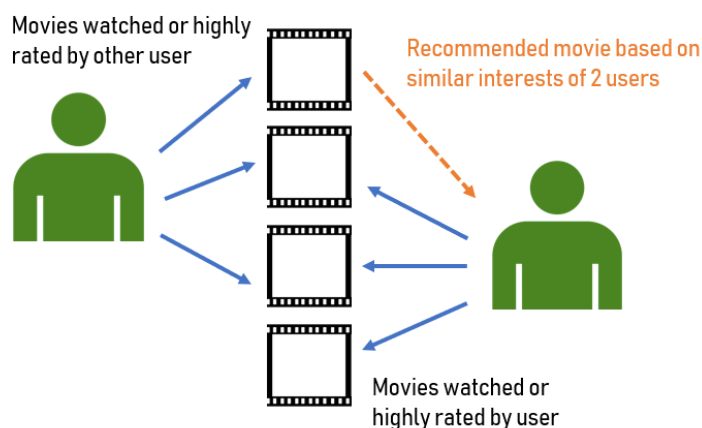 Movies watched or highly
rated by other user
Recommended movie based on
similar interests of 2 users
Movies watched or
highly rated by user